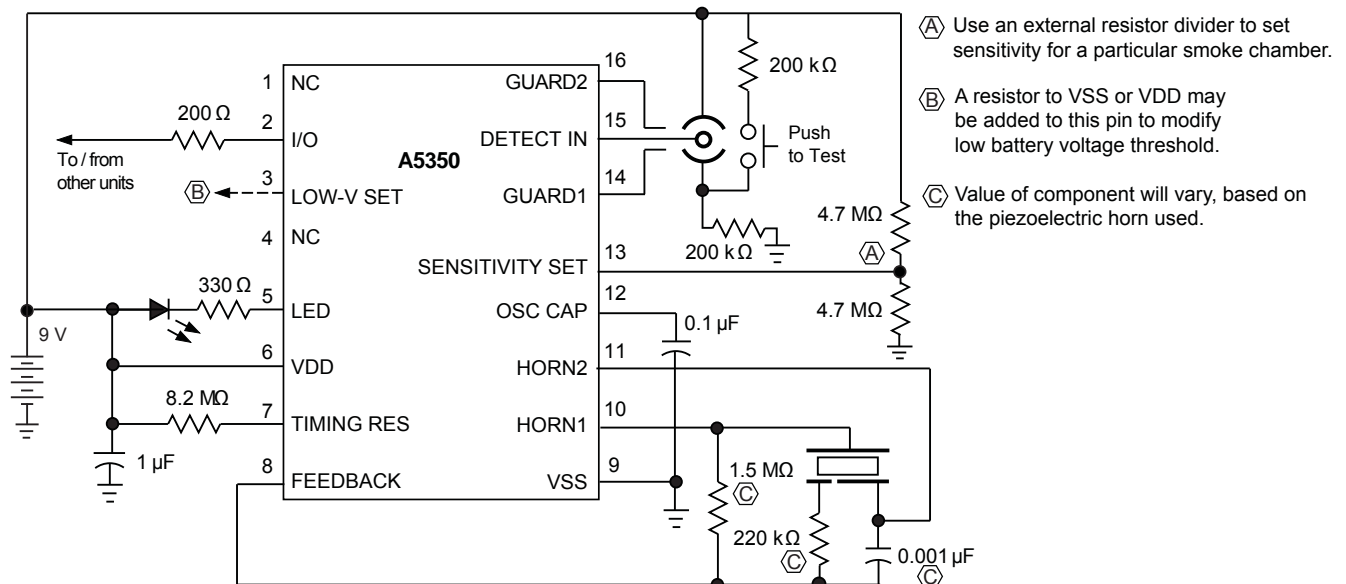 A Use an external resistor divider to set
sensitivity for a particular smoke chamber.
B A resistor to VSS or VDD may
be added to this pin to modify
low battery voltage threshold.
C Value of component will vary, based on
the piezoelectric horn used.
A5350
1 NC
2 I/O
3 LOW-V SET
4 NC
5 LED
6 VDD
7 TIMING RES
8 FEEDBACK
16 GUARD2
15 DETECT IN
14 GUARD1
13 SENSITIVITY SET
12 OSC CAP
11 HORN2
10 HORN1
9 VSS
200 Ω
To / from
other units
B
330 Ω
9 V
8.2 MΩ
1 µF
200 kΩ
Push
to Test
200 kΩ
4.7 MΩ
A
4.7 MΩ
0.1 µF
1.5 MΩ
C
220 kΩ
C
0.001 µF
C